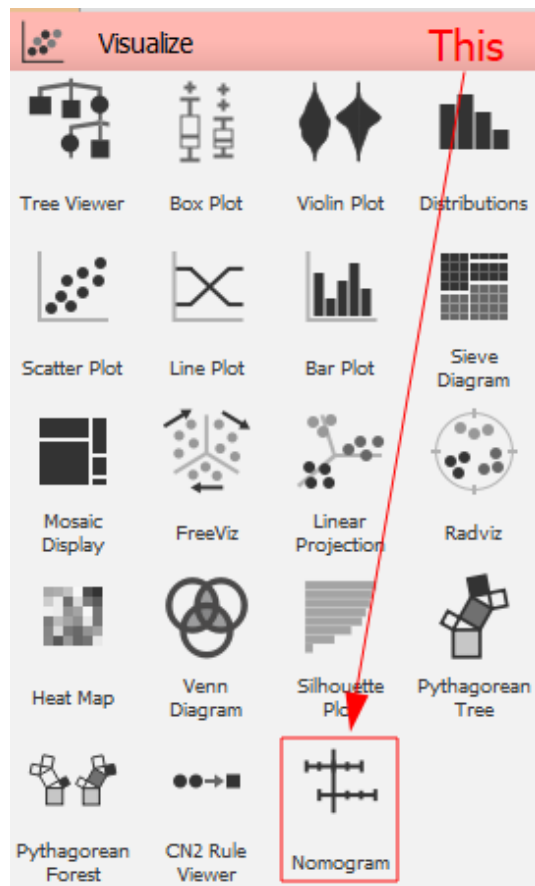 Visualize
This
Tree Viewer
Box Plot
Violin Plot
Distributions
Scatter Plot
Line Plot
Bar Plot
Sieve
Diagram
Mosaic
Display
FreeViz
Linear
Projection
Radviz
Heat Map
Venn
Diagram
Silhouette
Plot
Pythagorean
Tree
Pythagorean
Forest
CN2 Rule
Viewer
Nomogram